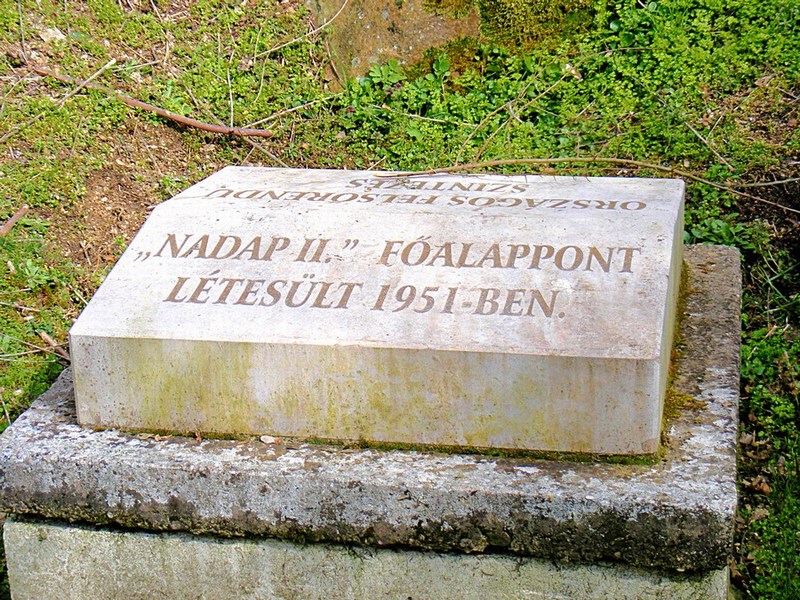 ORSZÁGOS FELSŐRENDŰ
SZINTEZÉS
„NADAP II.” FŐALAPPONT
LÉTESÜLT 1951-BEN.